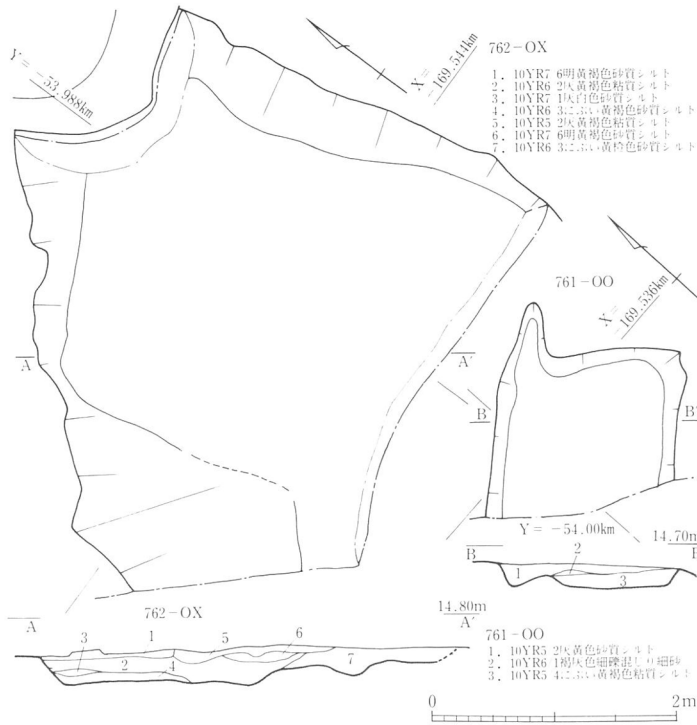 Y = -53.988km
X = -169.544km
762-OX
1. 10YR7 6明黄褐色砂質シルト
2. 10YR6 2灰黄褐色粘質シルト
3. 10YR7 1灰白色砂質シルト
4. 10YR6 3にぶい黄褐色砂質シルト
5. 10YR5 2灰黄褐色粘質シルト
6. 10YR7 6明黄褐色砂質シルト
7. 10YR6 3にぶい黄橙色砂質シルト
761-OO
X = -169.536km
A
A'
B
B'
Y = -54.00km
14.70m
B
2
1
3
762-OX
14.80m
A
A'
3 1 5 6
2 4 7
761-OO
1. 10YR5 2灰黄色砂質シルト
2. 10YR6 1褐灰色細礫混じり細砂
3. 10YR5 4にぶい黄褐色粘質シルト
0 2m